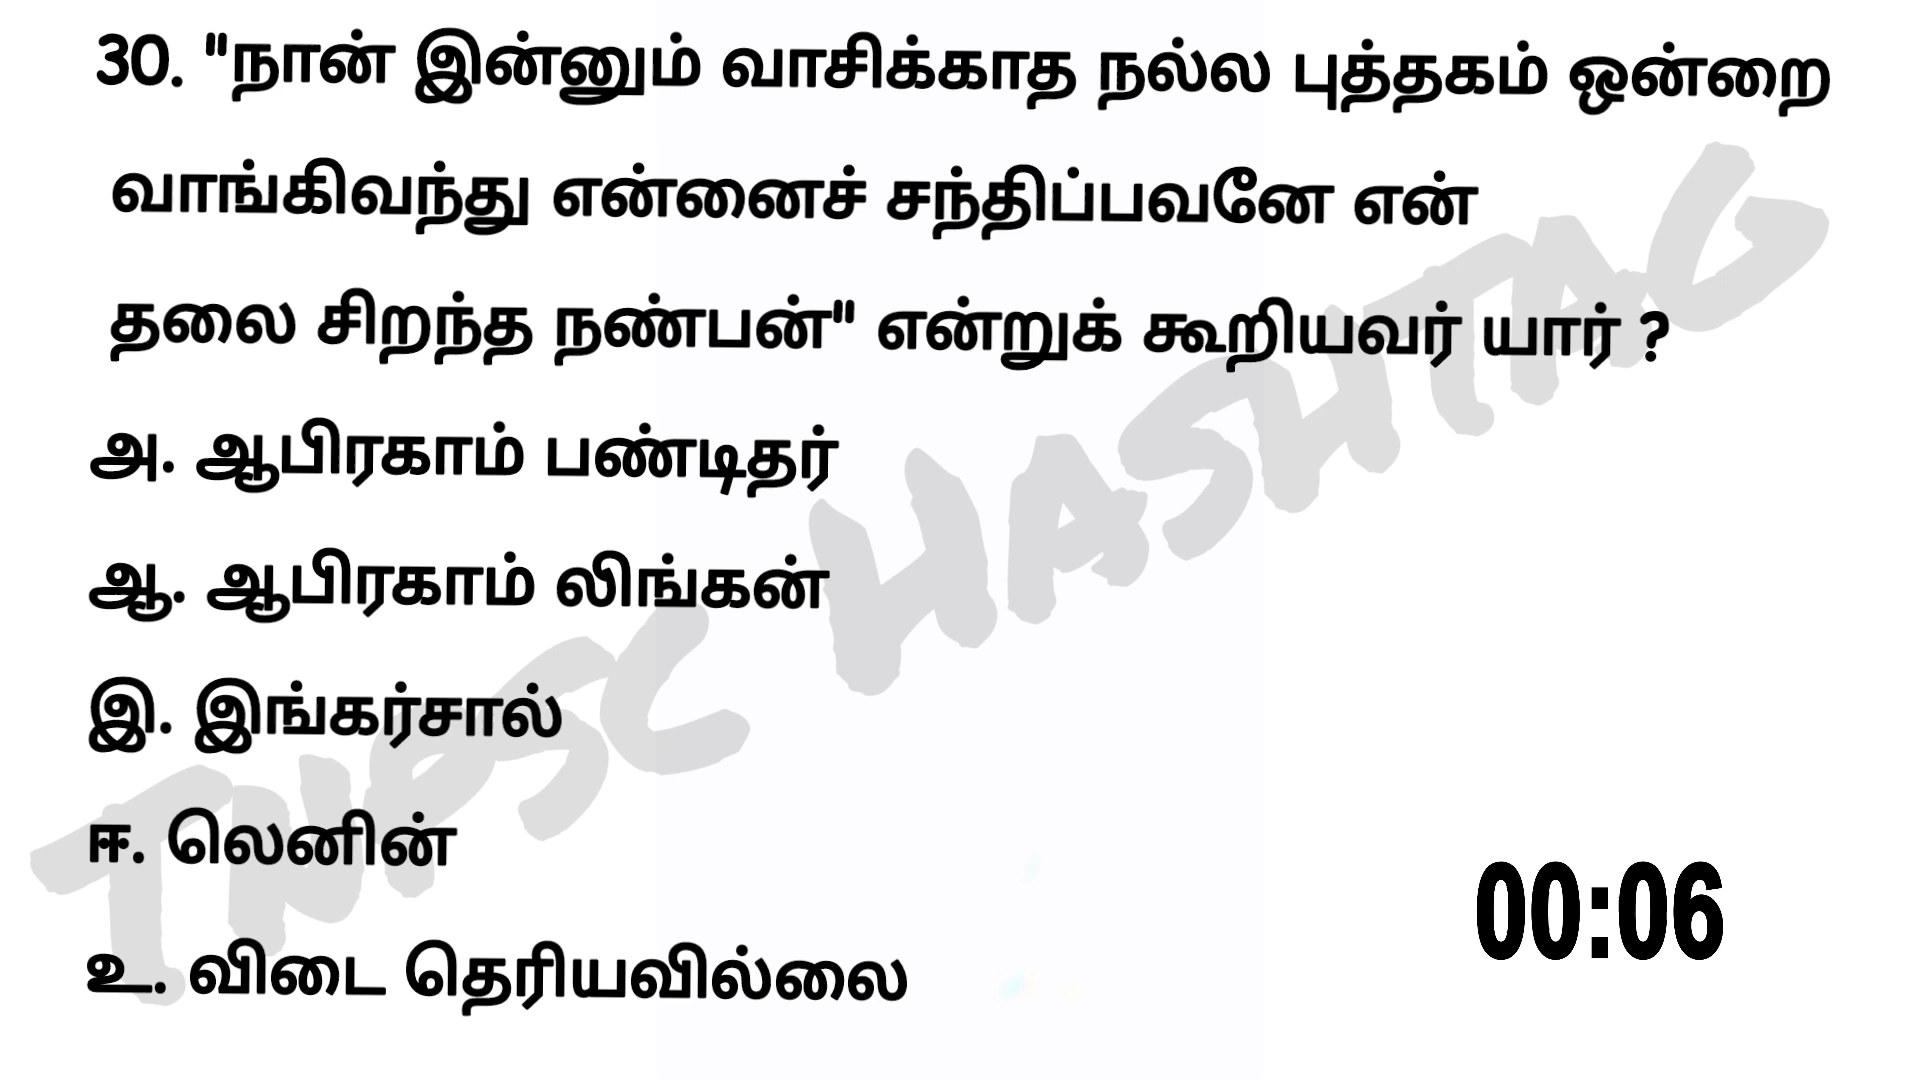 30. "நான் இன்னும் வாசிக்காத நல்ல புத்தகம் ஒன்றை
வாங்கிவந்து என்னைச் சந்திப்பவனே என்
தலை சிறந்த நண்பன்" என்றுக் கூறியவர் யார் ?
அ. ஆபிரகாம் பண்டிதர்
ஆ. ஆபிரகாம் லிங்கன்
இ. இங்கர்சால்
ஈ. லெனின்
உ. விடை தெரியவில்லை
00:06
TNPSC HASHTAG